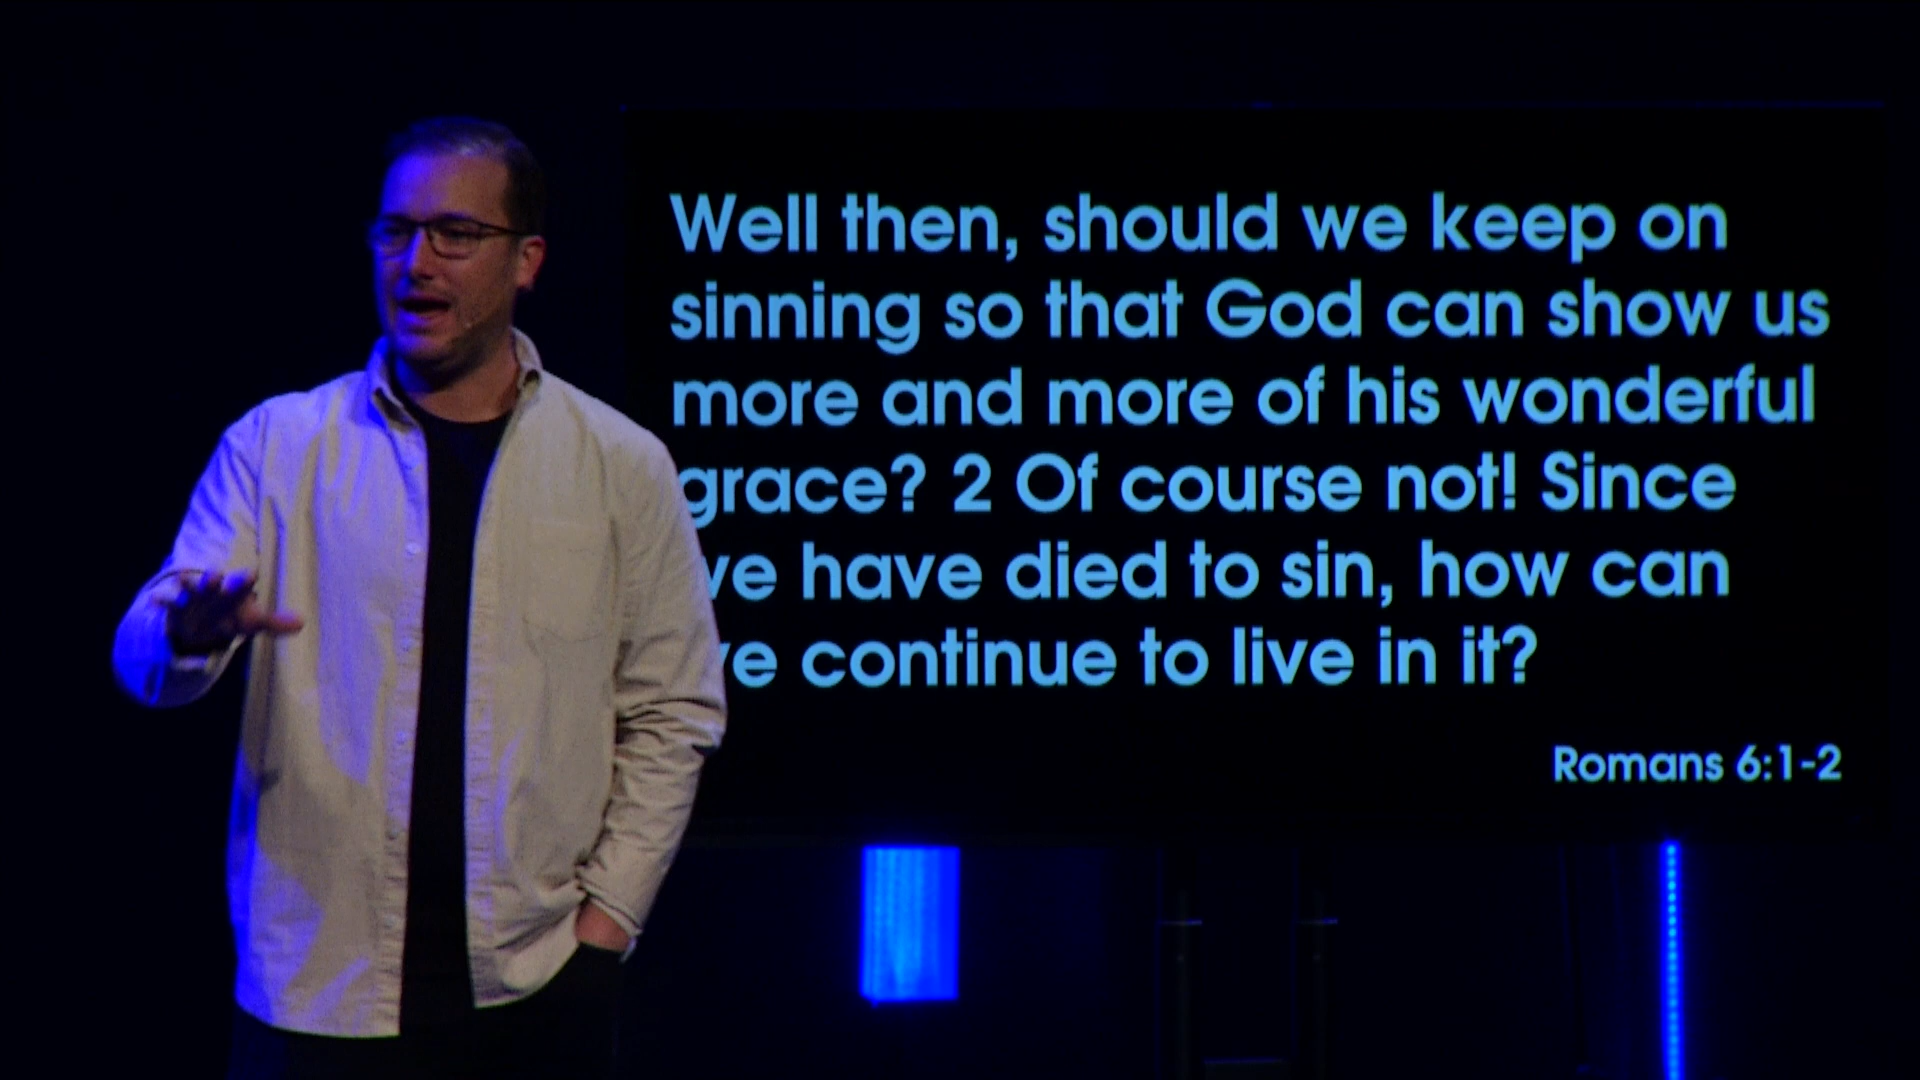 Well then, should we keep on
sinning so that God can show us
more and more of his wonderful
grace? 2 Of course not! Since
we have died to sin, how can
we continue to live in it?
Romans 6:1-2